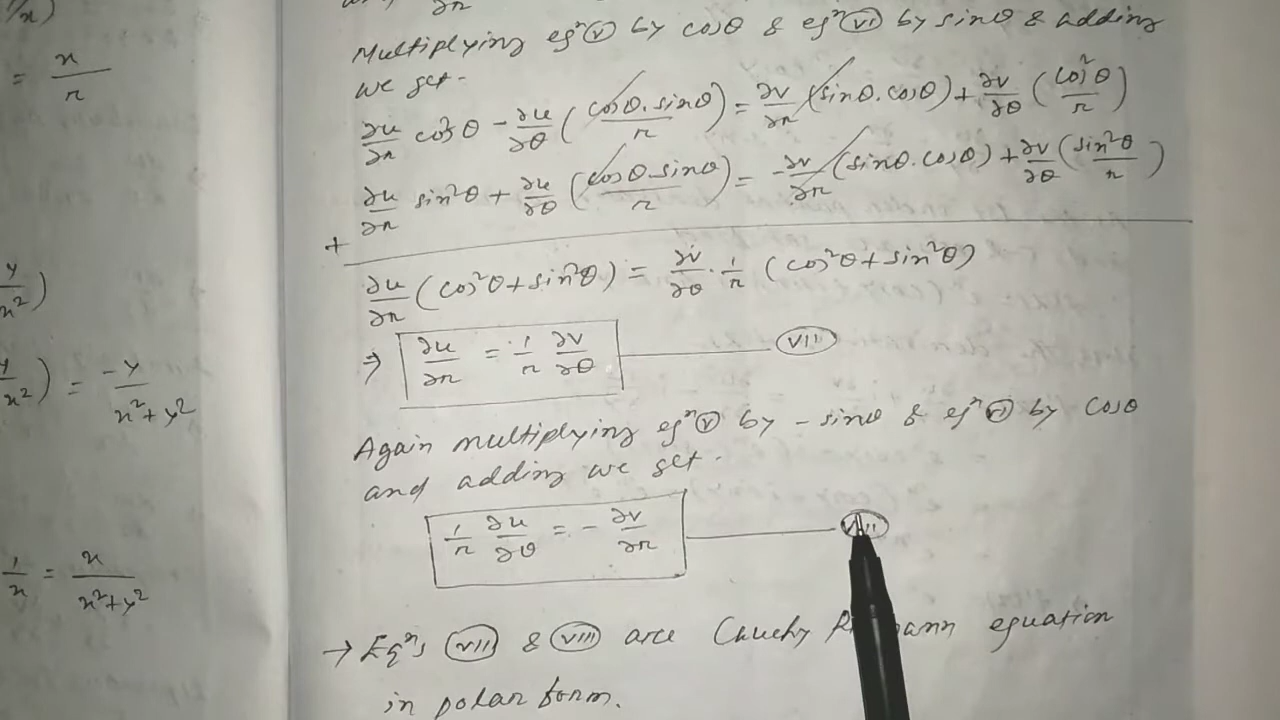 /x)
= x/r
y/x²)
y/x²) = -y/(x²+y²)
1/x = x/(x²+y²)
∂r
Multiplying eqⁿ (v) by cosθ & eqⁿ (vi) by sinθ & adding
we get-
∂u/∂r cos²θ - ∂u/∂θ (cosθ.sinθ/r) = ∂v/∂r (sinθ.cosθ) + ∂v/∂θ (cos²θ/r)
∂u/∂r sin²θ + ∂u/∂θ (cosθ.sinθ/r) = -∂v/∂r (sinθ.cosθ) + ∂v/∂θ (sin²θ/r)
+
∂u/∂r (cos²θ + sin²θ) = ∂v/∂θ . 1/r (cos²θ + sin²θ)
⇒ ∂u/∂r = 1/r ∂v/∂θ (vii)
Again multiplying eqⁿ (v) by - sinθ & eqⁿ (vi) by cosθ
and adding we get.
1/r ∂u/∂θ = - ∂v/∂r (viii)
→ Eqⁿs (vii) & (viii) are Cauchy equation
in polar form.